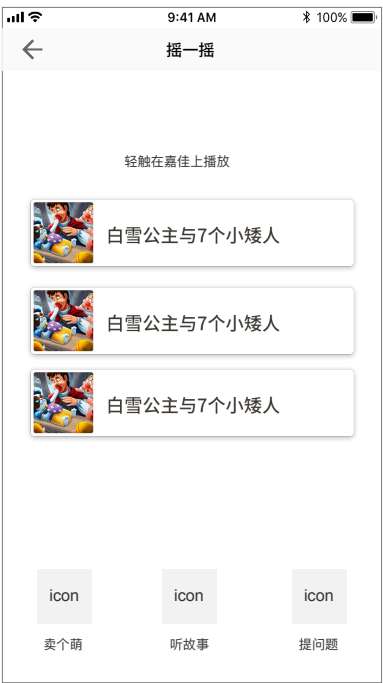 9:41 AM 100%
摇一摇
轻触在嘉佳上播放
白雪公主与7个小矮人
白雪公主与7个小矮人
白雪公主与7个小矮人
icon icon icon
卖个萌 听故事 提问题